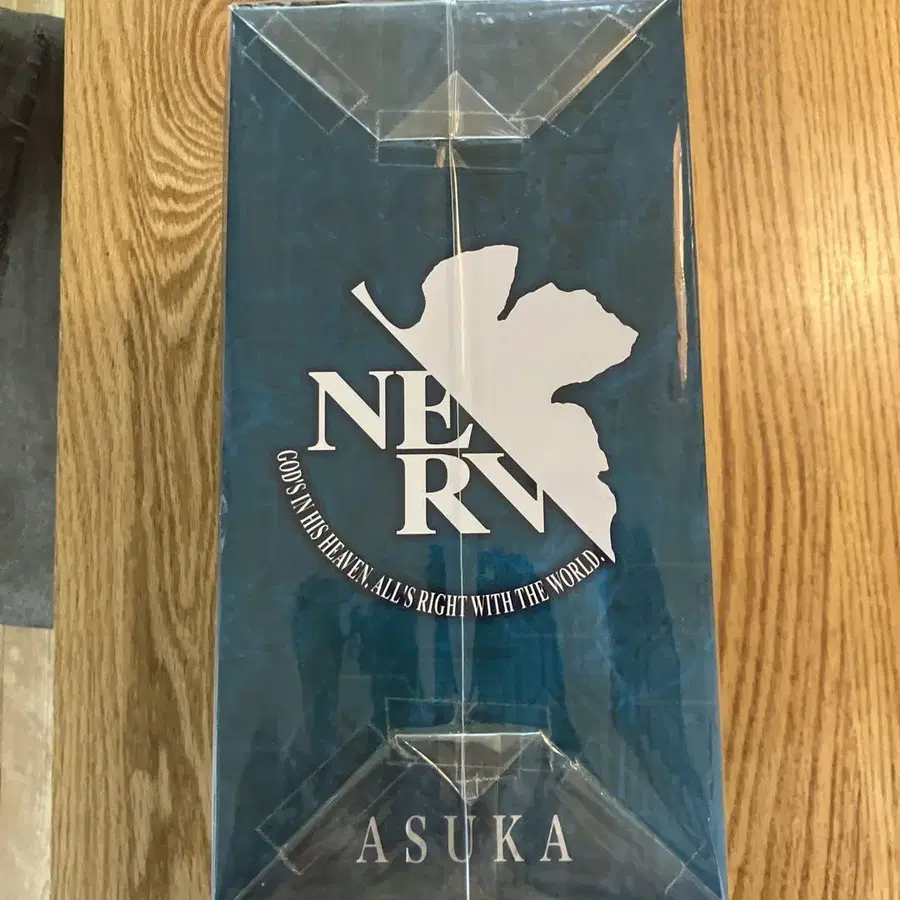 NE
RV
GOD'S IN HIS HEAVEN. ALL'S RIGHT WITH THE WORLD.
ASUKA